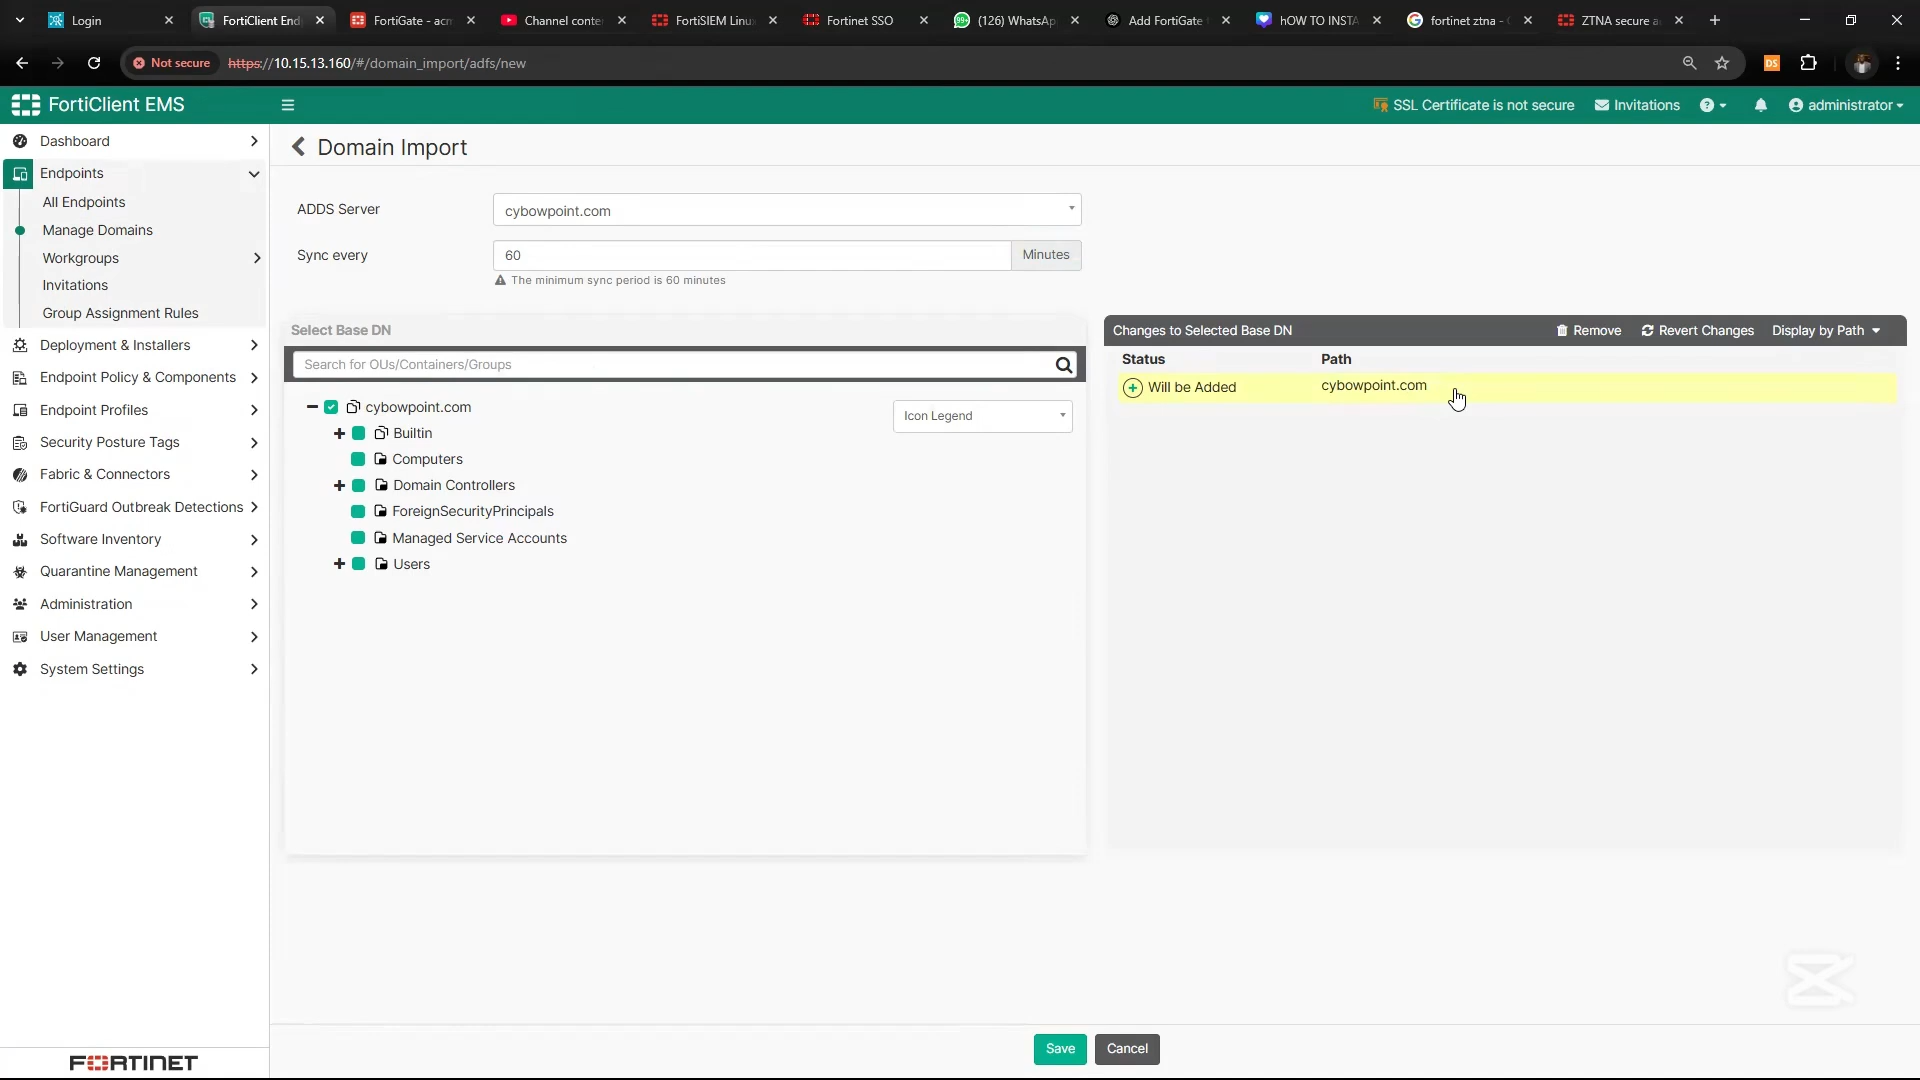 Login
FortiClient End
FortiGate - acn
Channel conte
FortiSIEM Linu
Fortinet SSO
99+
(126) WhatsAp
Add FortiGate
hOW TO INSTA
fortinet ztna -
ZTNA secure a
Not secure https://10.15.13.160/#/domain_import/adfs/new
DS
FortiClient EMS
SSL Certificate is not secure
Invitations
administrator
Dashboard
Endpoints
All Endpoints
Manage Domains
Workgroups
Invitations
Group Assignment Rules
Deployment & Installers
Endpoint Policy & Components
Endpoint Profiles
Security Posture Tags
Fabric & Connectors
FortiGuard Outbreak Detections
Software Inventory
Quarantine Management
Administration
User Management
System Settings
FORTINET
Domain Import
ADDS Server
cybowpoint.com
Sync every
60
Minutes
The minimum sync period is 60 minutes
Select Base DN
Search for OUs/Containers/Groups
cybowpoint.com
Icon Legend
Builtin
Computers
Domain Controllers
ForeignSecurityPrincipals
Managed Service Accounts
Users
Changes to Selected Base DN
Remove
Revert Changes
Display by Path
Status Path
Will be Added cybowpoint.com
Save
Cancel